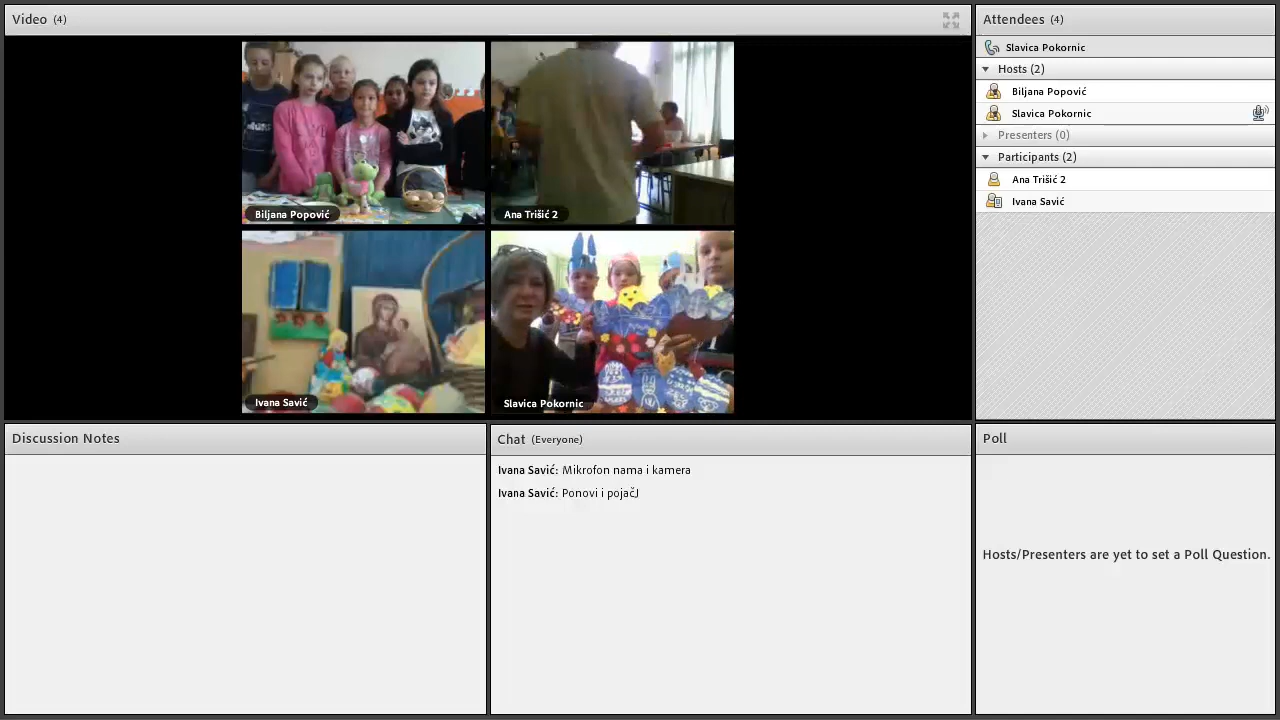 Video (4)
Biljana Popović
Ana Trišić 2
Ivana Savić
Slavica Pokornic
Attendees (4)
Slavica Pokornic
Hosts (2)
Biljana Popović
Slavica Pokornic
Presenters (0)
Participants (2)
Ana Trišić 2
Ivana Savić
Discussion Notes
Chat (Everyone)
Ivana Savić: Mikrofon nama i kamera
Ivana Savić: Ponovi i pojačJ
Poll
Hosts/Presenters are yet to set a Poll Question.